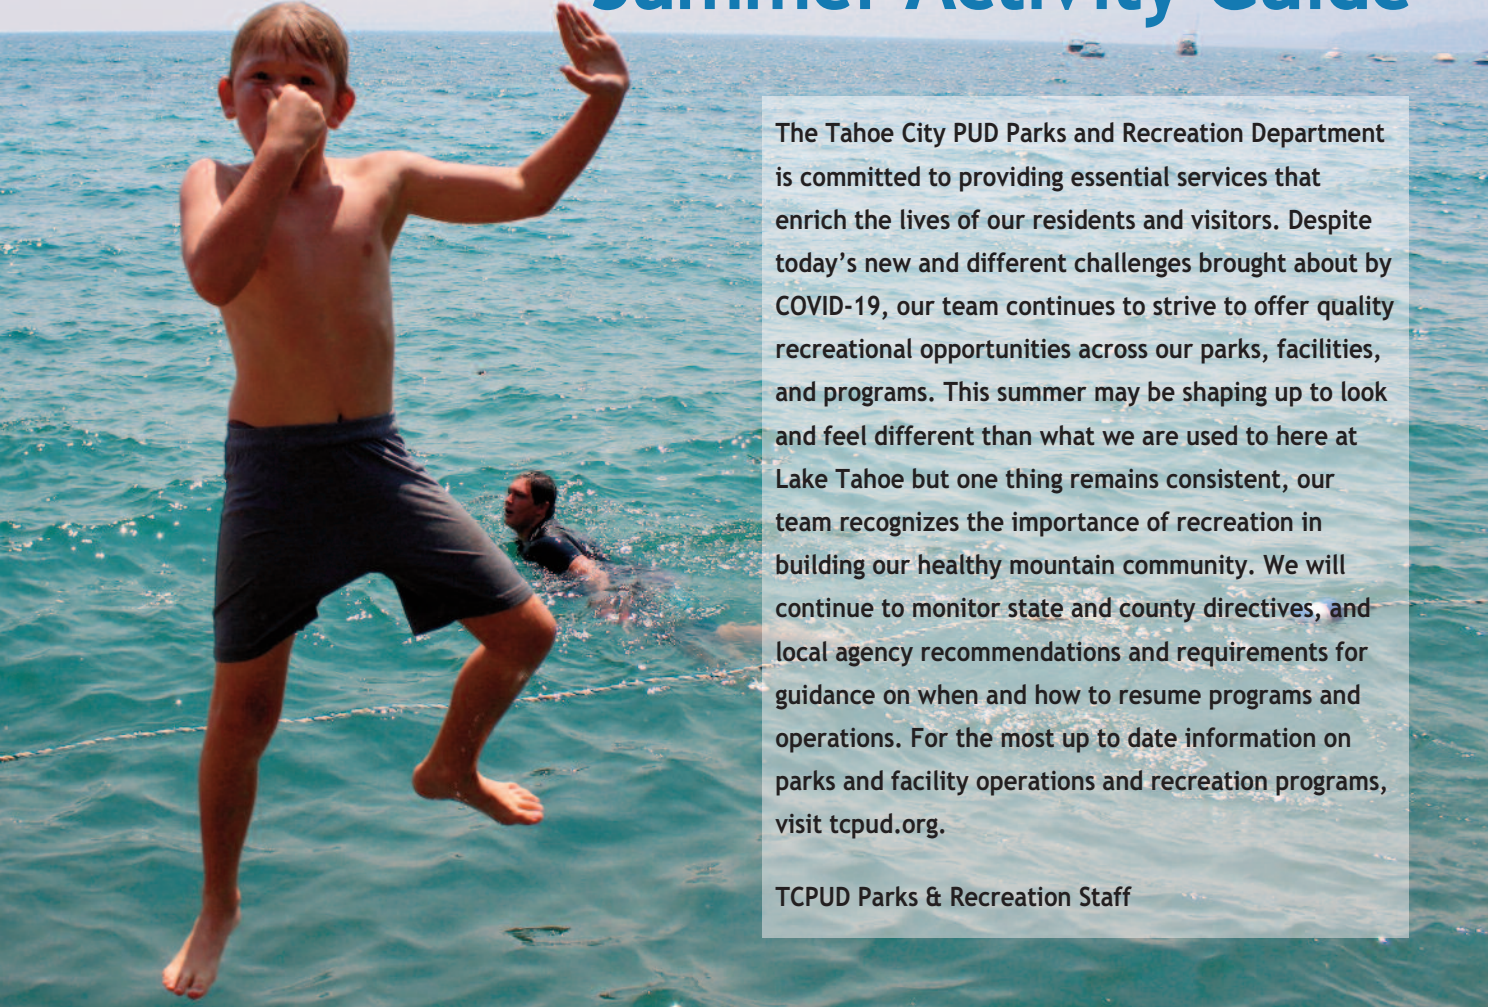 Summer Activity Guide
The Tahoe City PUD Parks and Recreation Department
is committed to providing essential services that
enrich the lives of our residents and visitors. Despite
today's new and different challenges brought about by
COVID-19, our team continues to strive to offer quality
recreational opportunities across our parks, facilities,
and programs. This summer may be shaping up to look
and feel different than what we are used to here at
Lake Tahoe but one thing remains consistent, our
team recognizes the importance of recreation in
building our healthy mountain community. We will
continue to monitor state and county directives, and
local agency recommendations and requirements for
guidance on when and how to resume programs and
operations. For the most up to date information on
parks and facility operations and recreation programs,
visit tcpud.org.
TCPUD Parks & Recreation Staff